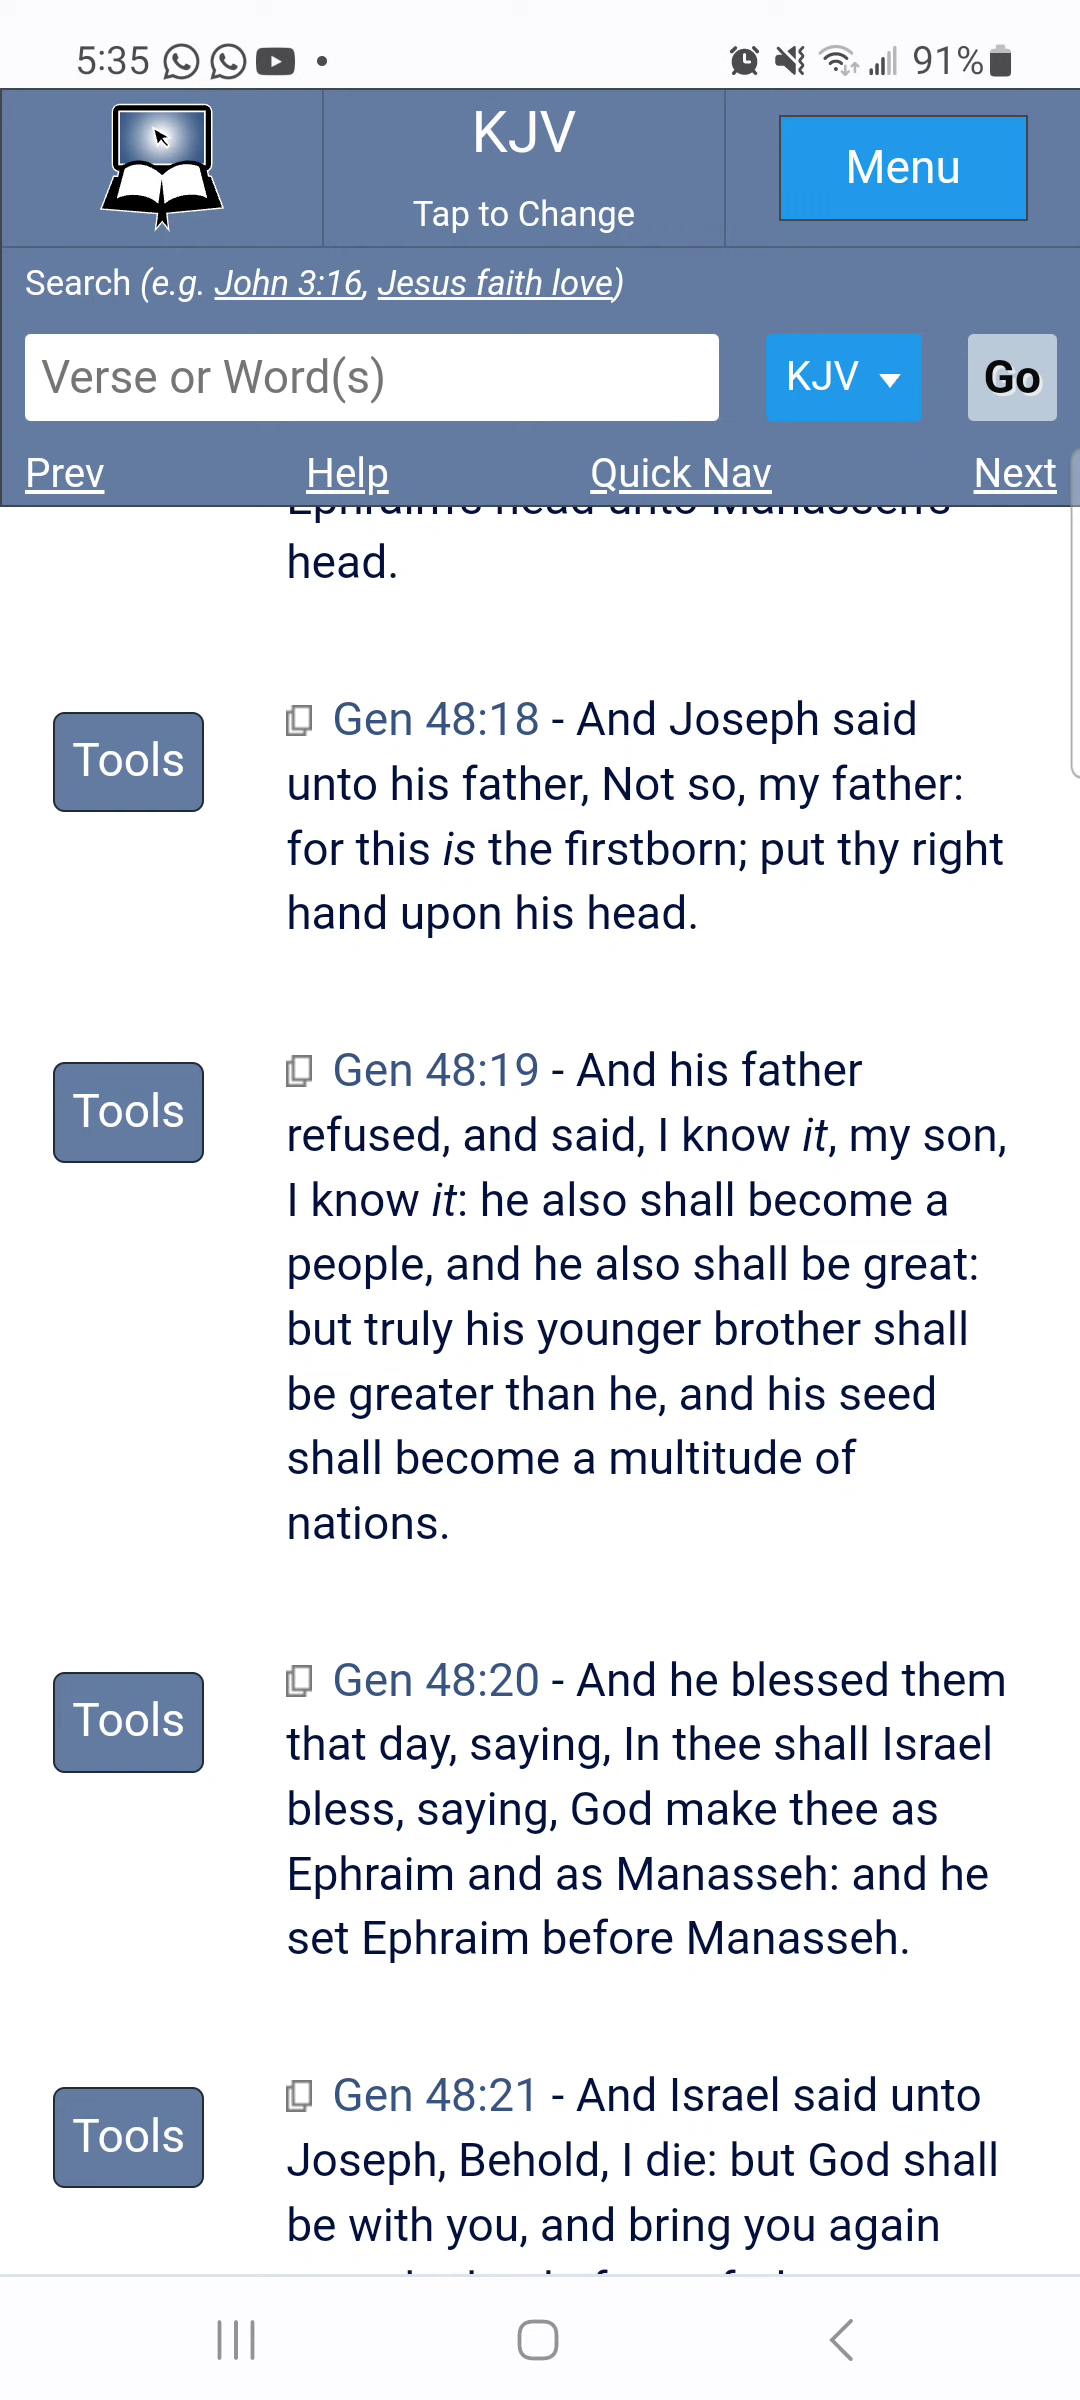 5:35 91%
KJV
Tap to Change
Menu
Search (e.g. John 3:16, Jesus faith love)
Verse or Word(s) KJV Go
Prev Help Quick Nav Next
Ephraim's head unto Manasseh's
head.
Tools
Gen 48:18 - And Joseph said
unto his father, Not so, my father:
for this is the firstborn; put thy right
hand upon his head.
Tools
Gen 48:19 - And his father
refused, and said, I know it, my son,
I know it: he also shall become a
people, and he also shall be great:
but truly his younger brother shall
be greater than he, and his seed
shall become a multitude of
nations.
Tools
Gen 48:20 - And he blessed them
that day, saying, In thee shall Israel
bless, saying, God make thee as
Ephraim and as Manasseh: and he
set Ephraim before Manasseh.
Tools
Gen 48:21 - And Israel said unto
Joseph, Behold, I die: but God shall
be with you, and bring you again